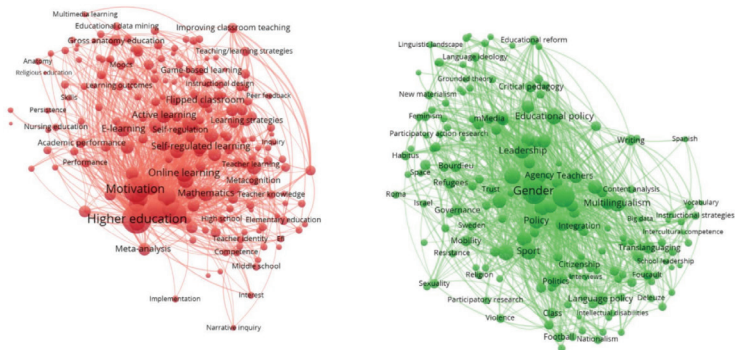 Multimedia learning
Educational data mining
Improving classroom teaching
Gross anatomy education
Teaching/learning strategies
Anatomy
Moocs
Game-based learning
Religious education
Learning outcomes
Instructional design
Skills
Flipped classroom
Peer feedback
Persistence
Active learning
Learning strategies
Nursing education
E-learning
Self-regulation
Inquiry
Academic performance
Self-regulated learning
Performance
Teacher learning
Online learning
Metacognition
Motivation
Mathematics
Teacher knowledge
Higher education
High school
Elementary education
Teacher identity
Meta-analysis
Competence
Middle school
Implementation
Interest
Narrative inquiry
Linguistic landscape
Educational reform
Language ideology
Grounded theory
Critical pedagogy
New materialism
Feminism
mMedia
Educational policy
Participatory action research
Writing
Spanish
Leadership
Habitus
Bourdieu
Space
Agency
Teachers
Refugees
Rome
Trust
Gender
Content analysis
Israel
Multilingualism
Vocabulary
Governance
Policy
Big data
Instructional strategies
Sweden
Integration
Intercultural competence
Mobility
Translanguaging
Resistance
Sport
School leadership
Citizenship
Religion
Interviews
Foucault
Sexuality
Politics
Participatory research
Language policy
Deleuze
Class
Intellectual disabilities
Violence
Football
Nationalism